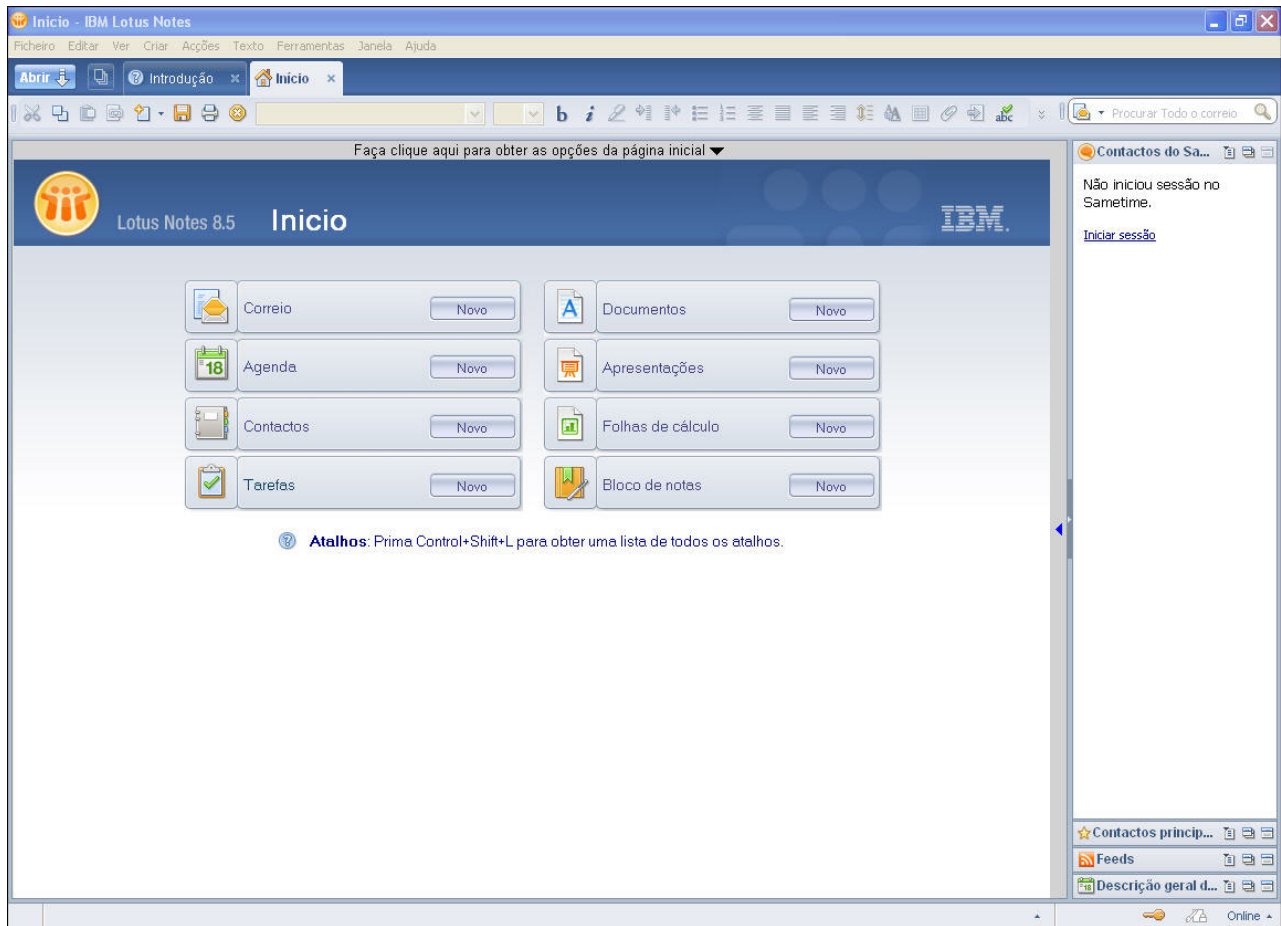 Inicio - IBM Lotus Notes
Ficheiro Editar Ver Criar Acções Texto Ferramentas Janela Ajuda
Abrir Introdução Início
b i abc Procurar Todo o correio
Faça clique aqui para obter as opções da página inicial
Lotus Notes 8.5 Inicio IBM.
Contactos do Sa...
Não iniciou sessão no
Sametime.
Iniciar sessão
Correio Novo
Documentos Novo
18 Agenda Novo
Apresentações Novo
Contactos Novo
Folhas de cálculo Novo
Tarefas Novo
Bloco de notas Novo
Atalhos: Prima Control+Shift+L para obter uma lista de todos os atalhos.
Contactos princip...
Feeds
Descrição geral d...
Online